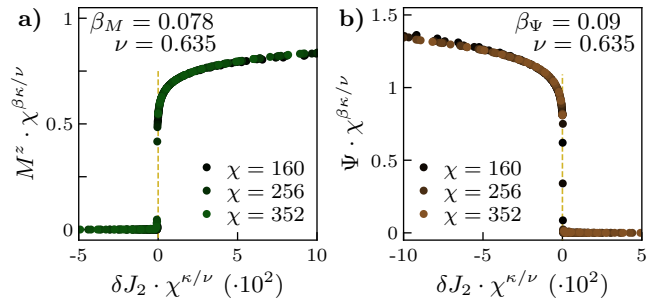 a)
β_M = 0.078
ν = 0.635
M^z · χ^{βκ/ν}
1
0.5
0
χ = 160
χ = 256
χ = 352
-5
0
5
10
δJ_2 · χ^{κ/ν} (·10^2)
b)
β_Ψ = 0.09
ν = 0.635
Ψ · χ^{βκ/ν}
1.5
1
0.5
0
χ = 160
χ = 256
χ = 352
-10
-5
0
5
δJ_2 · χ^{κ/ν} (·10^2)